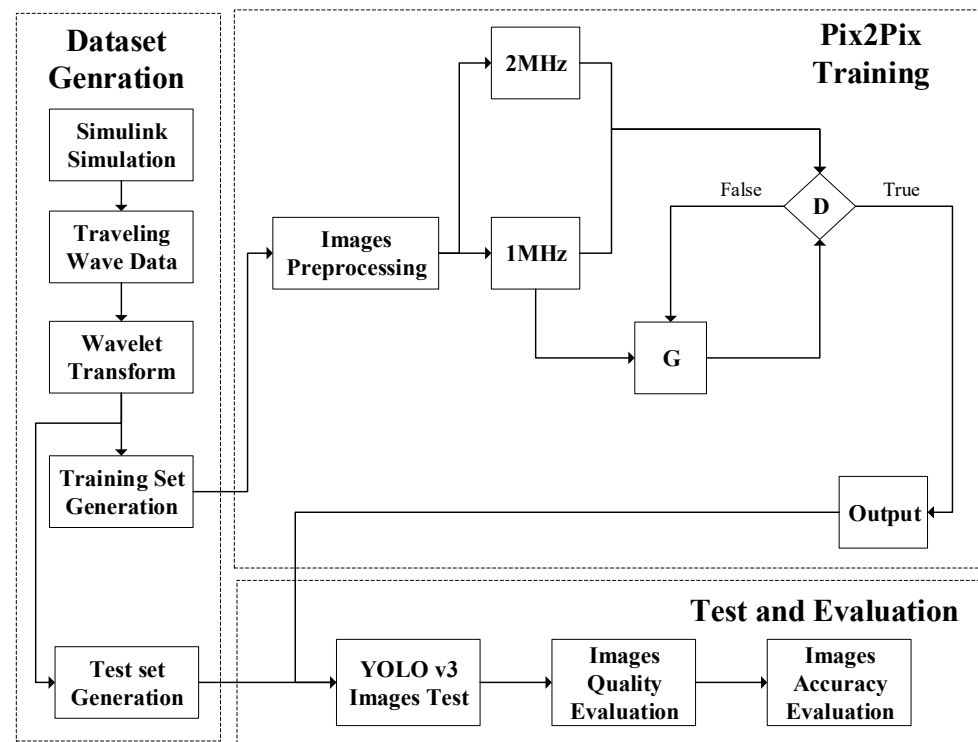 Dataset
Genration
Simulink
Simulation
Traveling
Wave Data
Wavelet
Transform
Training Set
Generation
Test set
Generation
Pix2Pix
Training
2MHz
Images
Preprocessing
1MHz
False
D
True
G
Output
Test and Evaluation
YOLO v3
Images Test
Images
Quality
Evaluation
Images
Accuracy
Evaluation